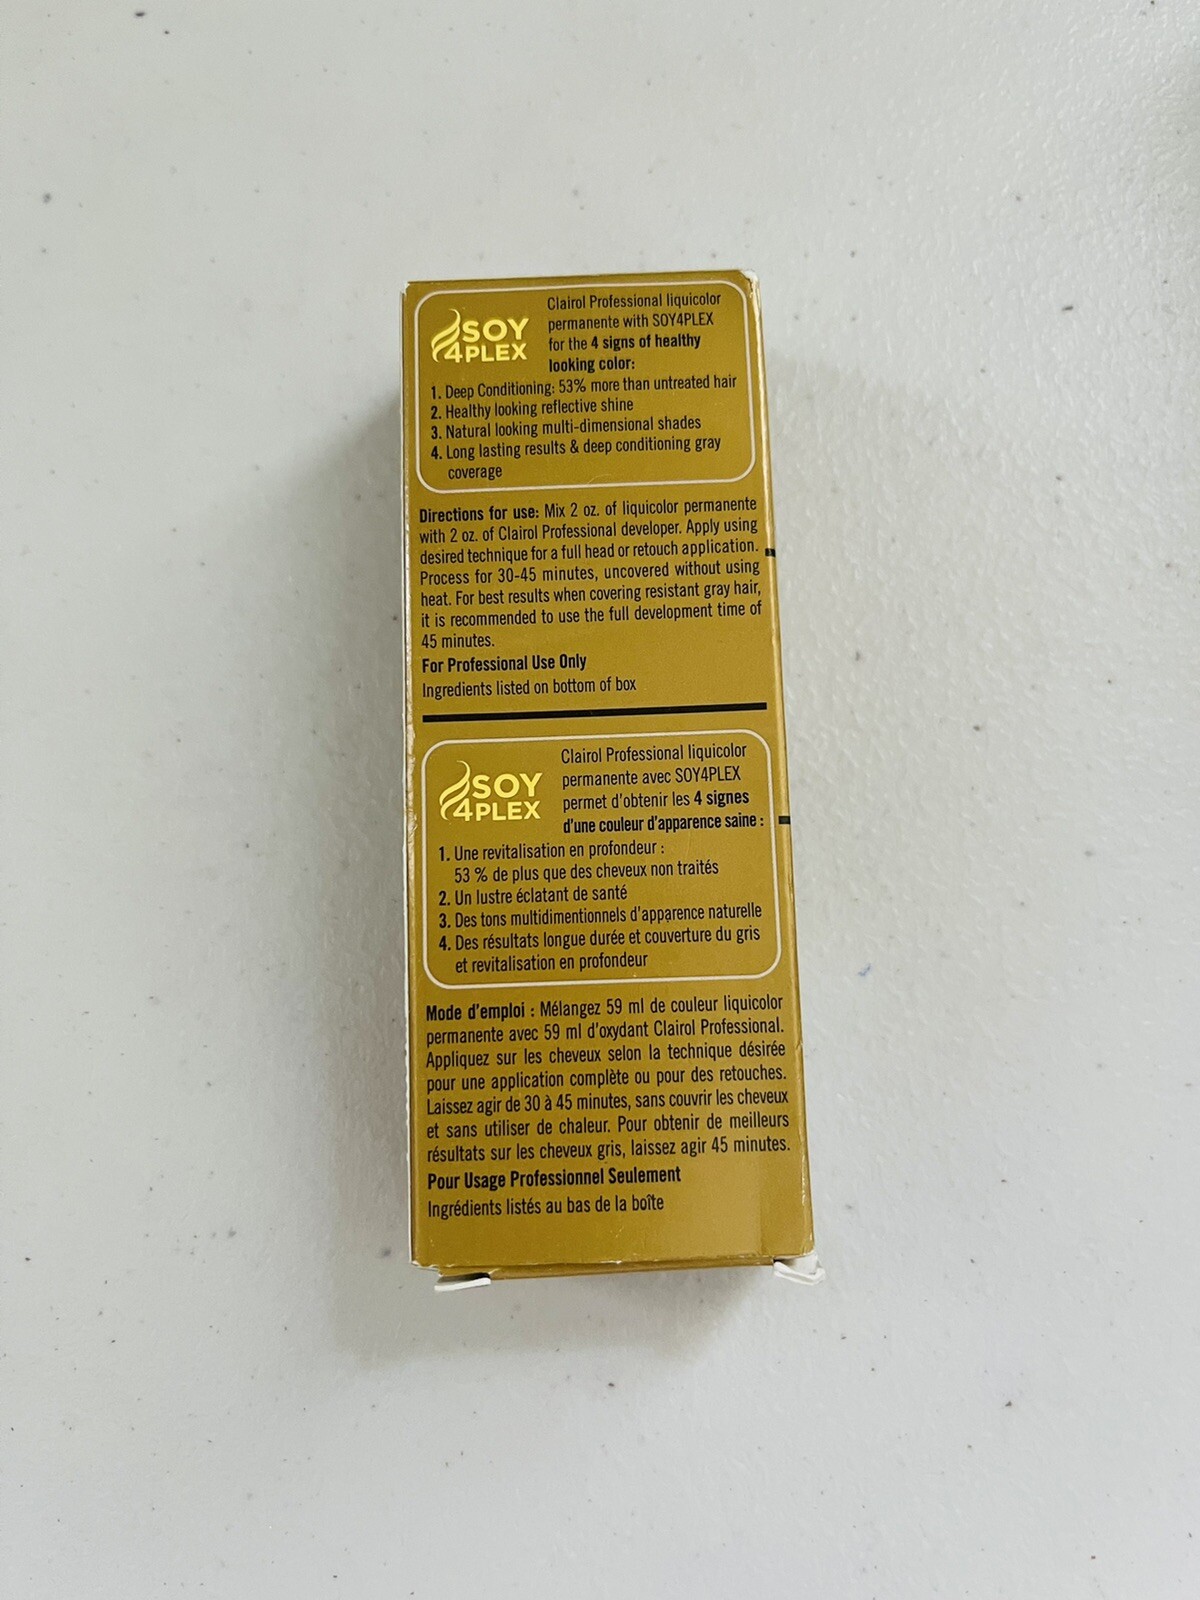 SOY
4PLEX
Clairol Professional liquicolor
permanente with SOY4PLEX
for the 4 signs of healthy
looking color:
1. Deep Conditioning: 53% more than untreated hair
2. Healthy looking reflective shine
3. Natural looking multi-dimensional shades
4. Long lasting results & deep conditioning gray
coverage
Directions for use: Mix 2 oz. of liquicolor permanente
with 2 oz. of Clairol Professional developer. Apply using
desired technique for a full head or retouch application.
Process for 30-45 minutes, uncovered without using
heat. For best results when covering resistant gray hair,
it is recommended to use the full development time of
45 minutes.
For Professional Use Only
Ingredients listed on bottom of box
SOY
4PLEX
Clairol Professional liquicolor
permanente avec SOY4PLEX
permet d'obtenir les 4 signes
d'une couleur d'apparence saine :
1. Une revitalisation en profondeur :
53 % de plus que des cheveux non traités
2. Un lustre éclatant de santé
3. Des tons multidimentionnels d'apparence naturelle
4. Des résultats longue durée et couverture du gris
et revitalisation en profondeur
Mode d'emploi : Mélangez 59 ml de couleur liquicolor
permanente avec 59 ml d'oxydant Clairol Professional.
Appliquez sur les cheveux selon la technique désirée
pour une application complète ou pour des retouches.
Laissez agir de 30 à 45 minutes, sans couvrir les cheveux
et sans utiliser de chaleur. Pour obtenir de meilleurs
résultats sur les cheveux gris, laissez agir 45 minutes.
Pour Usage Professionnel Seulement
Ingrédients listés au bas de la boîte